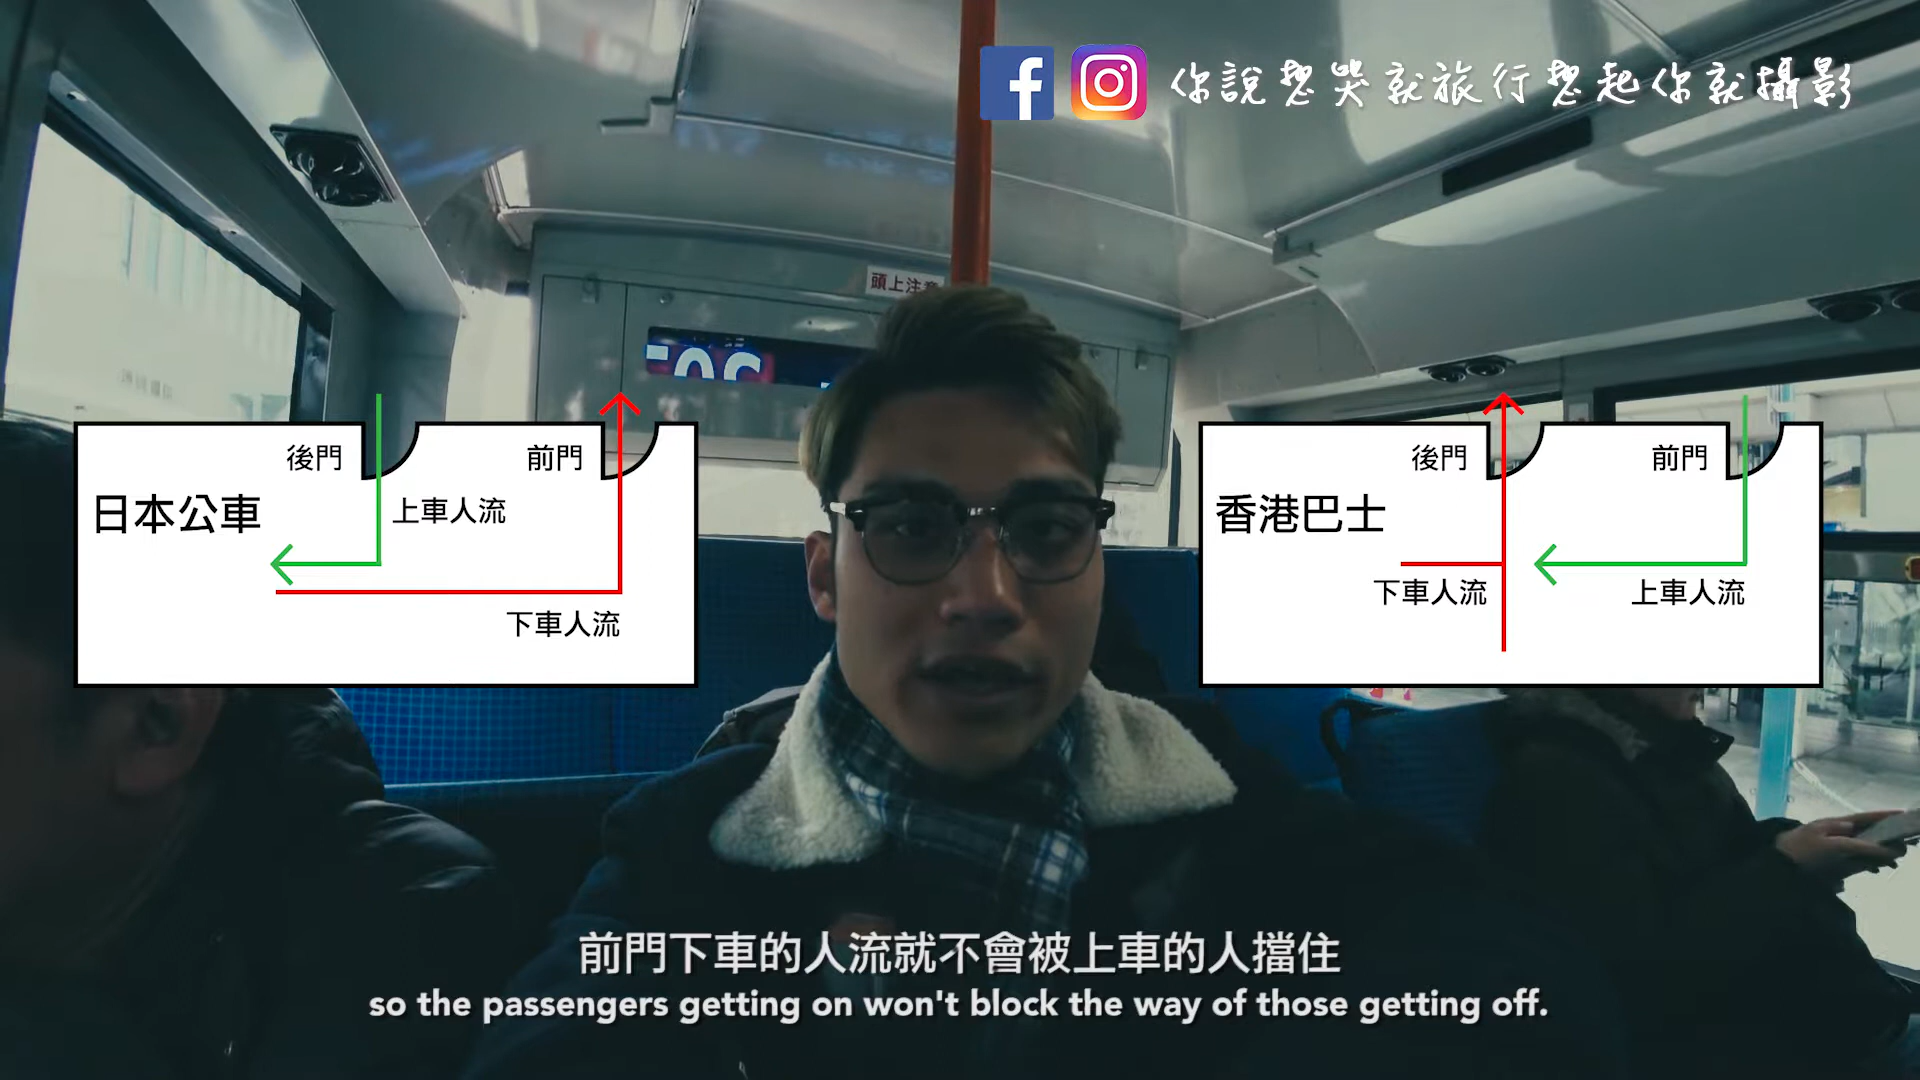 你說想哭就旅行想起你就攝影
頭上注意
後門
前門
日本公車
上車人流
下車人流
後門
前門
香港巴士
下車人流
上車人流
前門下車的人流就不會被上車的人擋住
so the passengers getting on won't block the way of those getting off.